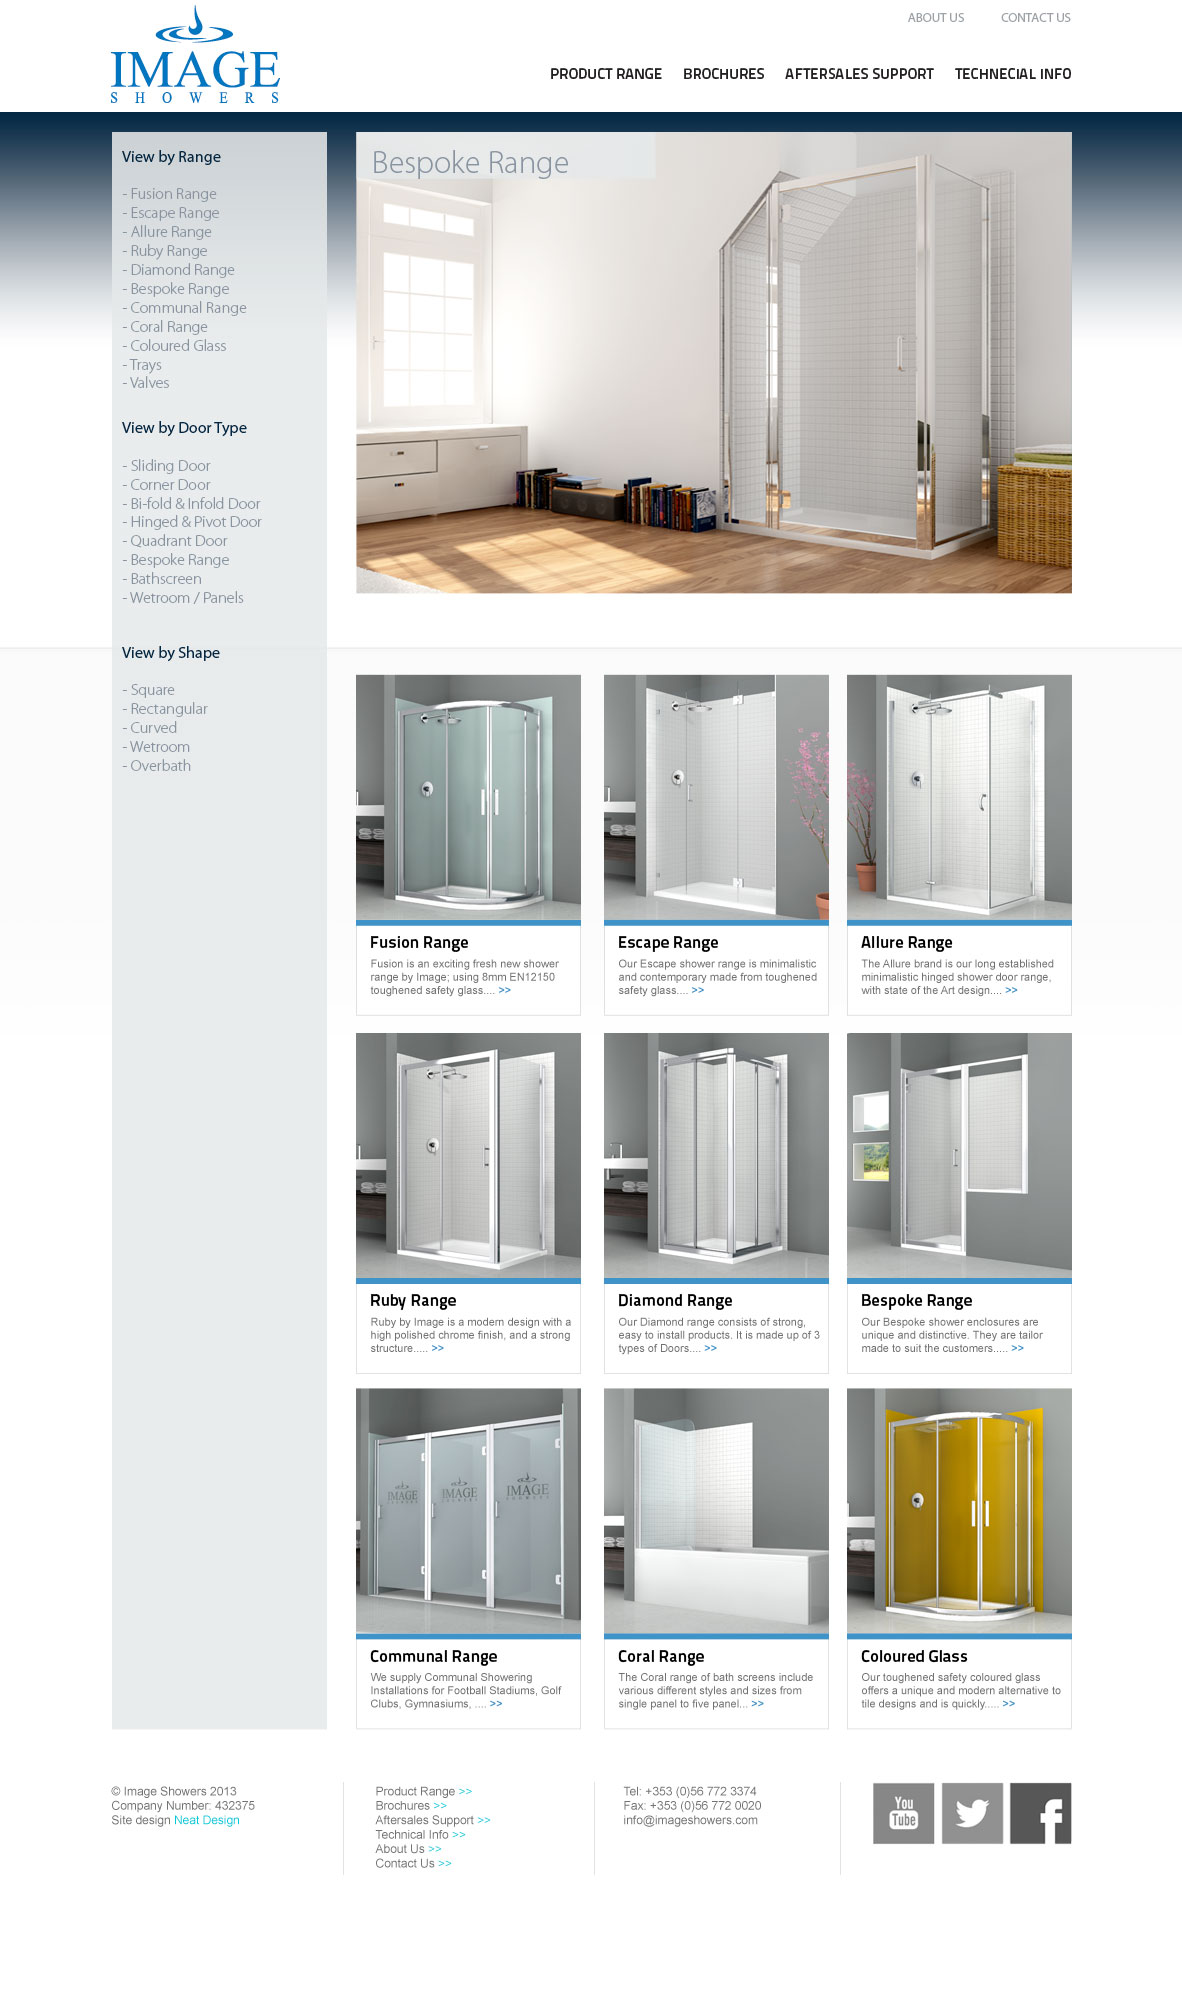 IMAGE
SHOWERS
ABOUT US
CONTACT US
PRODUCT RANGE
BROCHURES
AFTERSALES SUPPORT
TECHNECIAL INFO
View by Range
- Fusion Range
- Escape Range
- Allure Range
- Ruby Range
- Diamond Range
- Bespoke Range
- Communal Range
- Coral Range
- Coloured Glass
- Trays
- Valves
View by Door Type
- Sliding Door
- Corner Door
- Bi-fold & Infold Door
- Hinged & Pivot Door
- Quadrant Door
- Bespoke Range
- Bathscreen
- Wetroom / Panels
View by Shape
- Square
- Rectangular
- Curved
- Wetroom
- Overbath
Bespoke Range
Fusion Range
Fusion is an exciting fresh new shower
range by Image; using 8mm EN12150
toughened safety glass.... >>
Escape Range
Our Escape shower range is minimalistic
and contemporary made from toughened
safety glass.... >>
Allure Range
The Allure brand is our long established
minimalistic hinged shower door range,
with state of the Art design.... >>
Ruby Range
Ruby by Image is a modern design with a
high polished chrome finish, and a strong
structure..... >>
Diamond Range
Our Diamond range consists of strong,
easy to install products. It is made up of 3
types of Doors.... >>
Bespoke Range
Our Bespoke shower enclosures are
unique and distinctive. They are tailor
made to suit the customers..... >>
IMAGE
SHOWERS
IMAGE
SHOWERS
IMAGE
SHOWERS
Communal Range
We supply Communal Showering
Installations for Football Stadiums, Golf
Clubs, Gymnasiums, .... >>
Coral Range
The Coral range of bath screens include
various different styles and sizes from
single panel to five panel... >>
Coloured Glass
Our toughened safety coloured glass
offers a unique and modern alternative to
tile designs and is quickly..... >>
© Image Showers 2013
Company Number: 432375
Site design Neat Design
Product Range >>
Brochures >>
Aftersales Support >>
Technical Info >>
About Us >>
Contact Us >>
Tel: +353 (0)56 772 3374
Fax: +353 (0)56 772 0020
info@imageshowers.com
You
Tube